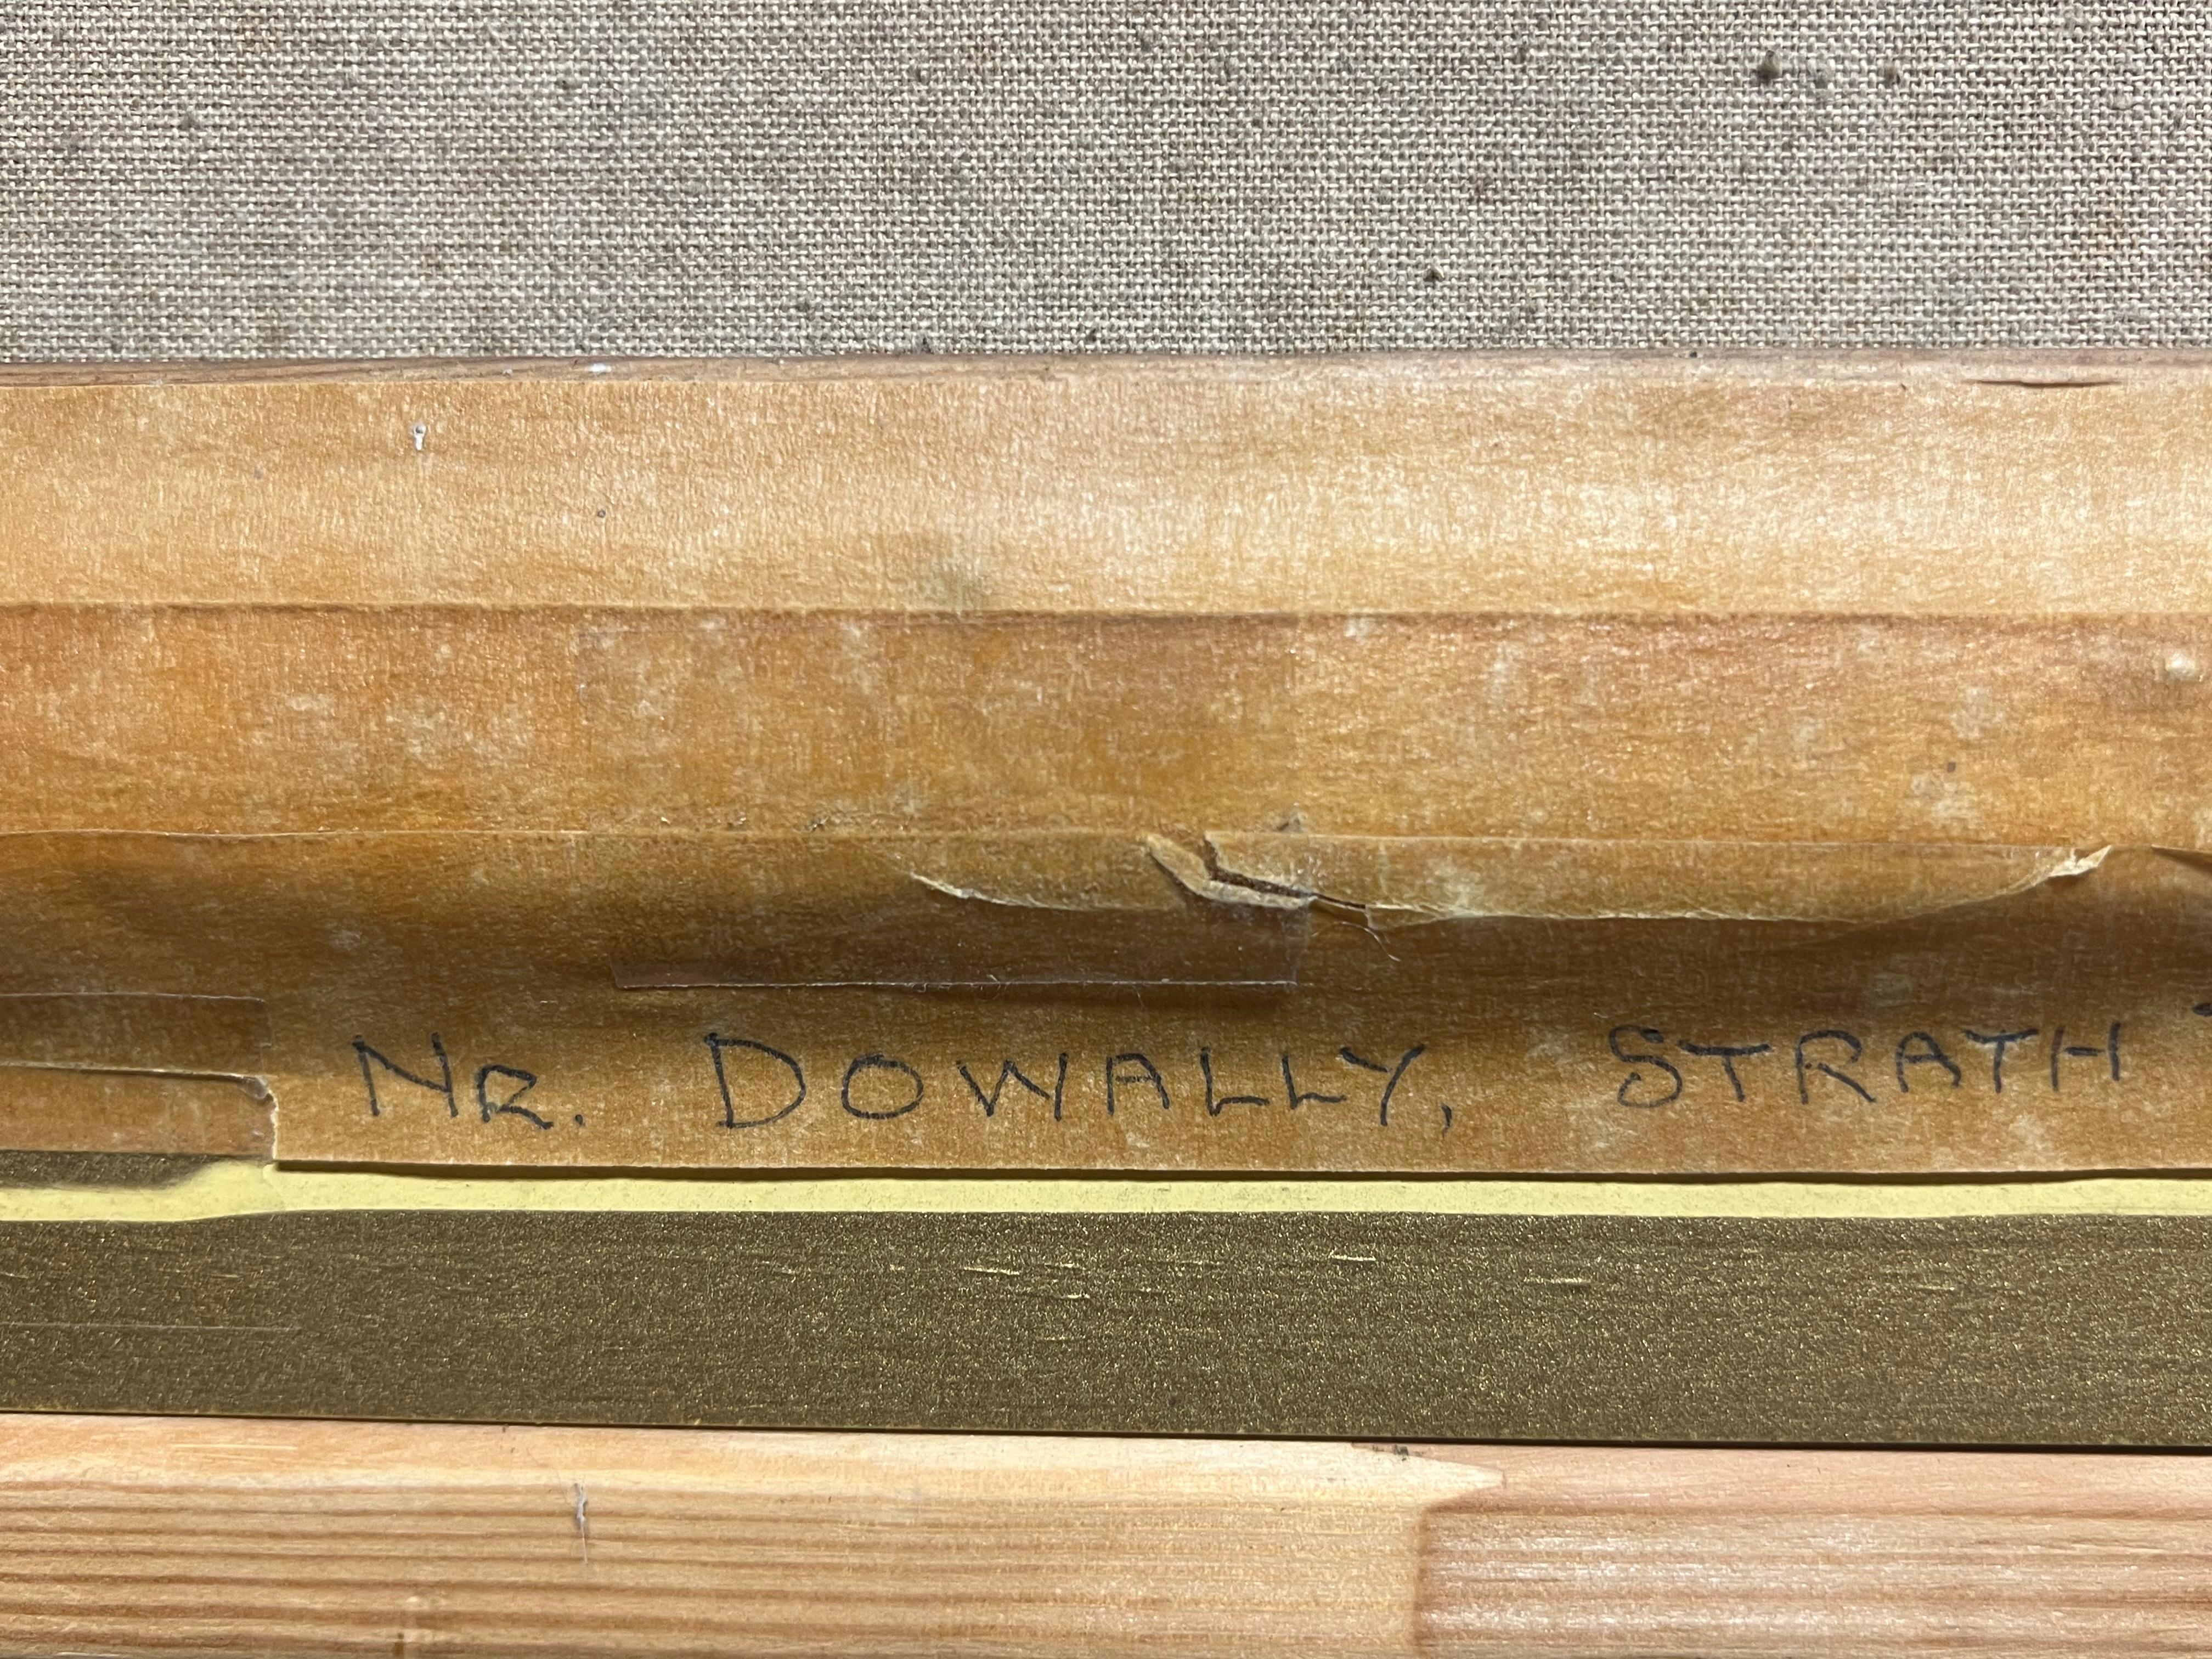 NR. DOWALLY, STRATH